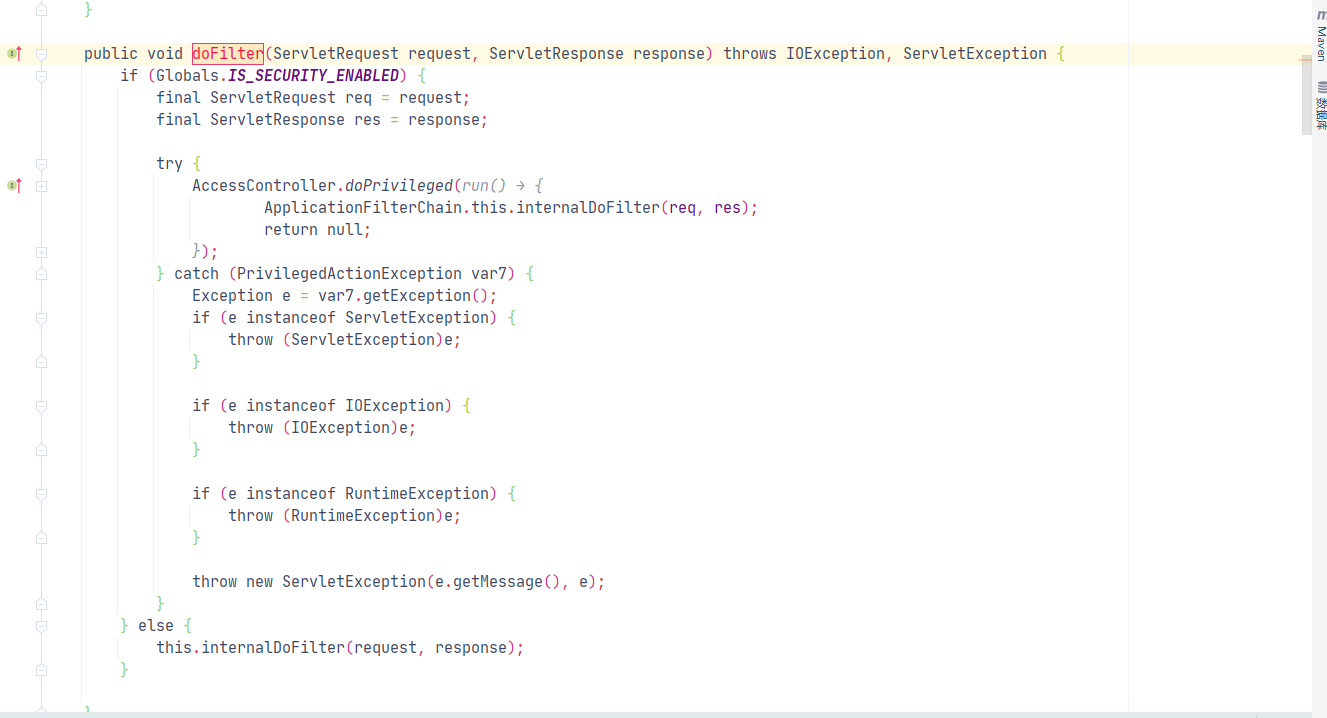 }
public void doFilter(ServletRequest request, ServletResponse response) throws IOException, ServletException {
if (Globals.IS_SECURITY_ENABLED) {
final ServletRequest req = request;
final ServletResponse res = response;
try {
AccessController.doPrivileged(run() → {
ApplicationFilterChain.this.internalDoFilter(req, res);
return null;
});
} catch (PrivilegedActionException var7) {
Exception e = var7.getException();
if (e instanceof ServletException) {
throw (ServletException)e;
}
if (e instanceof IOException) {
throw (IOException)e;
}
if (e instanceof RuntimeException) {
throw (RuntimeException)e;
}
throw new ServletException(e.getMessage(), e);
}
} else {
this.internalDoFilter(request, response);
}
}
m
Maven
数据库